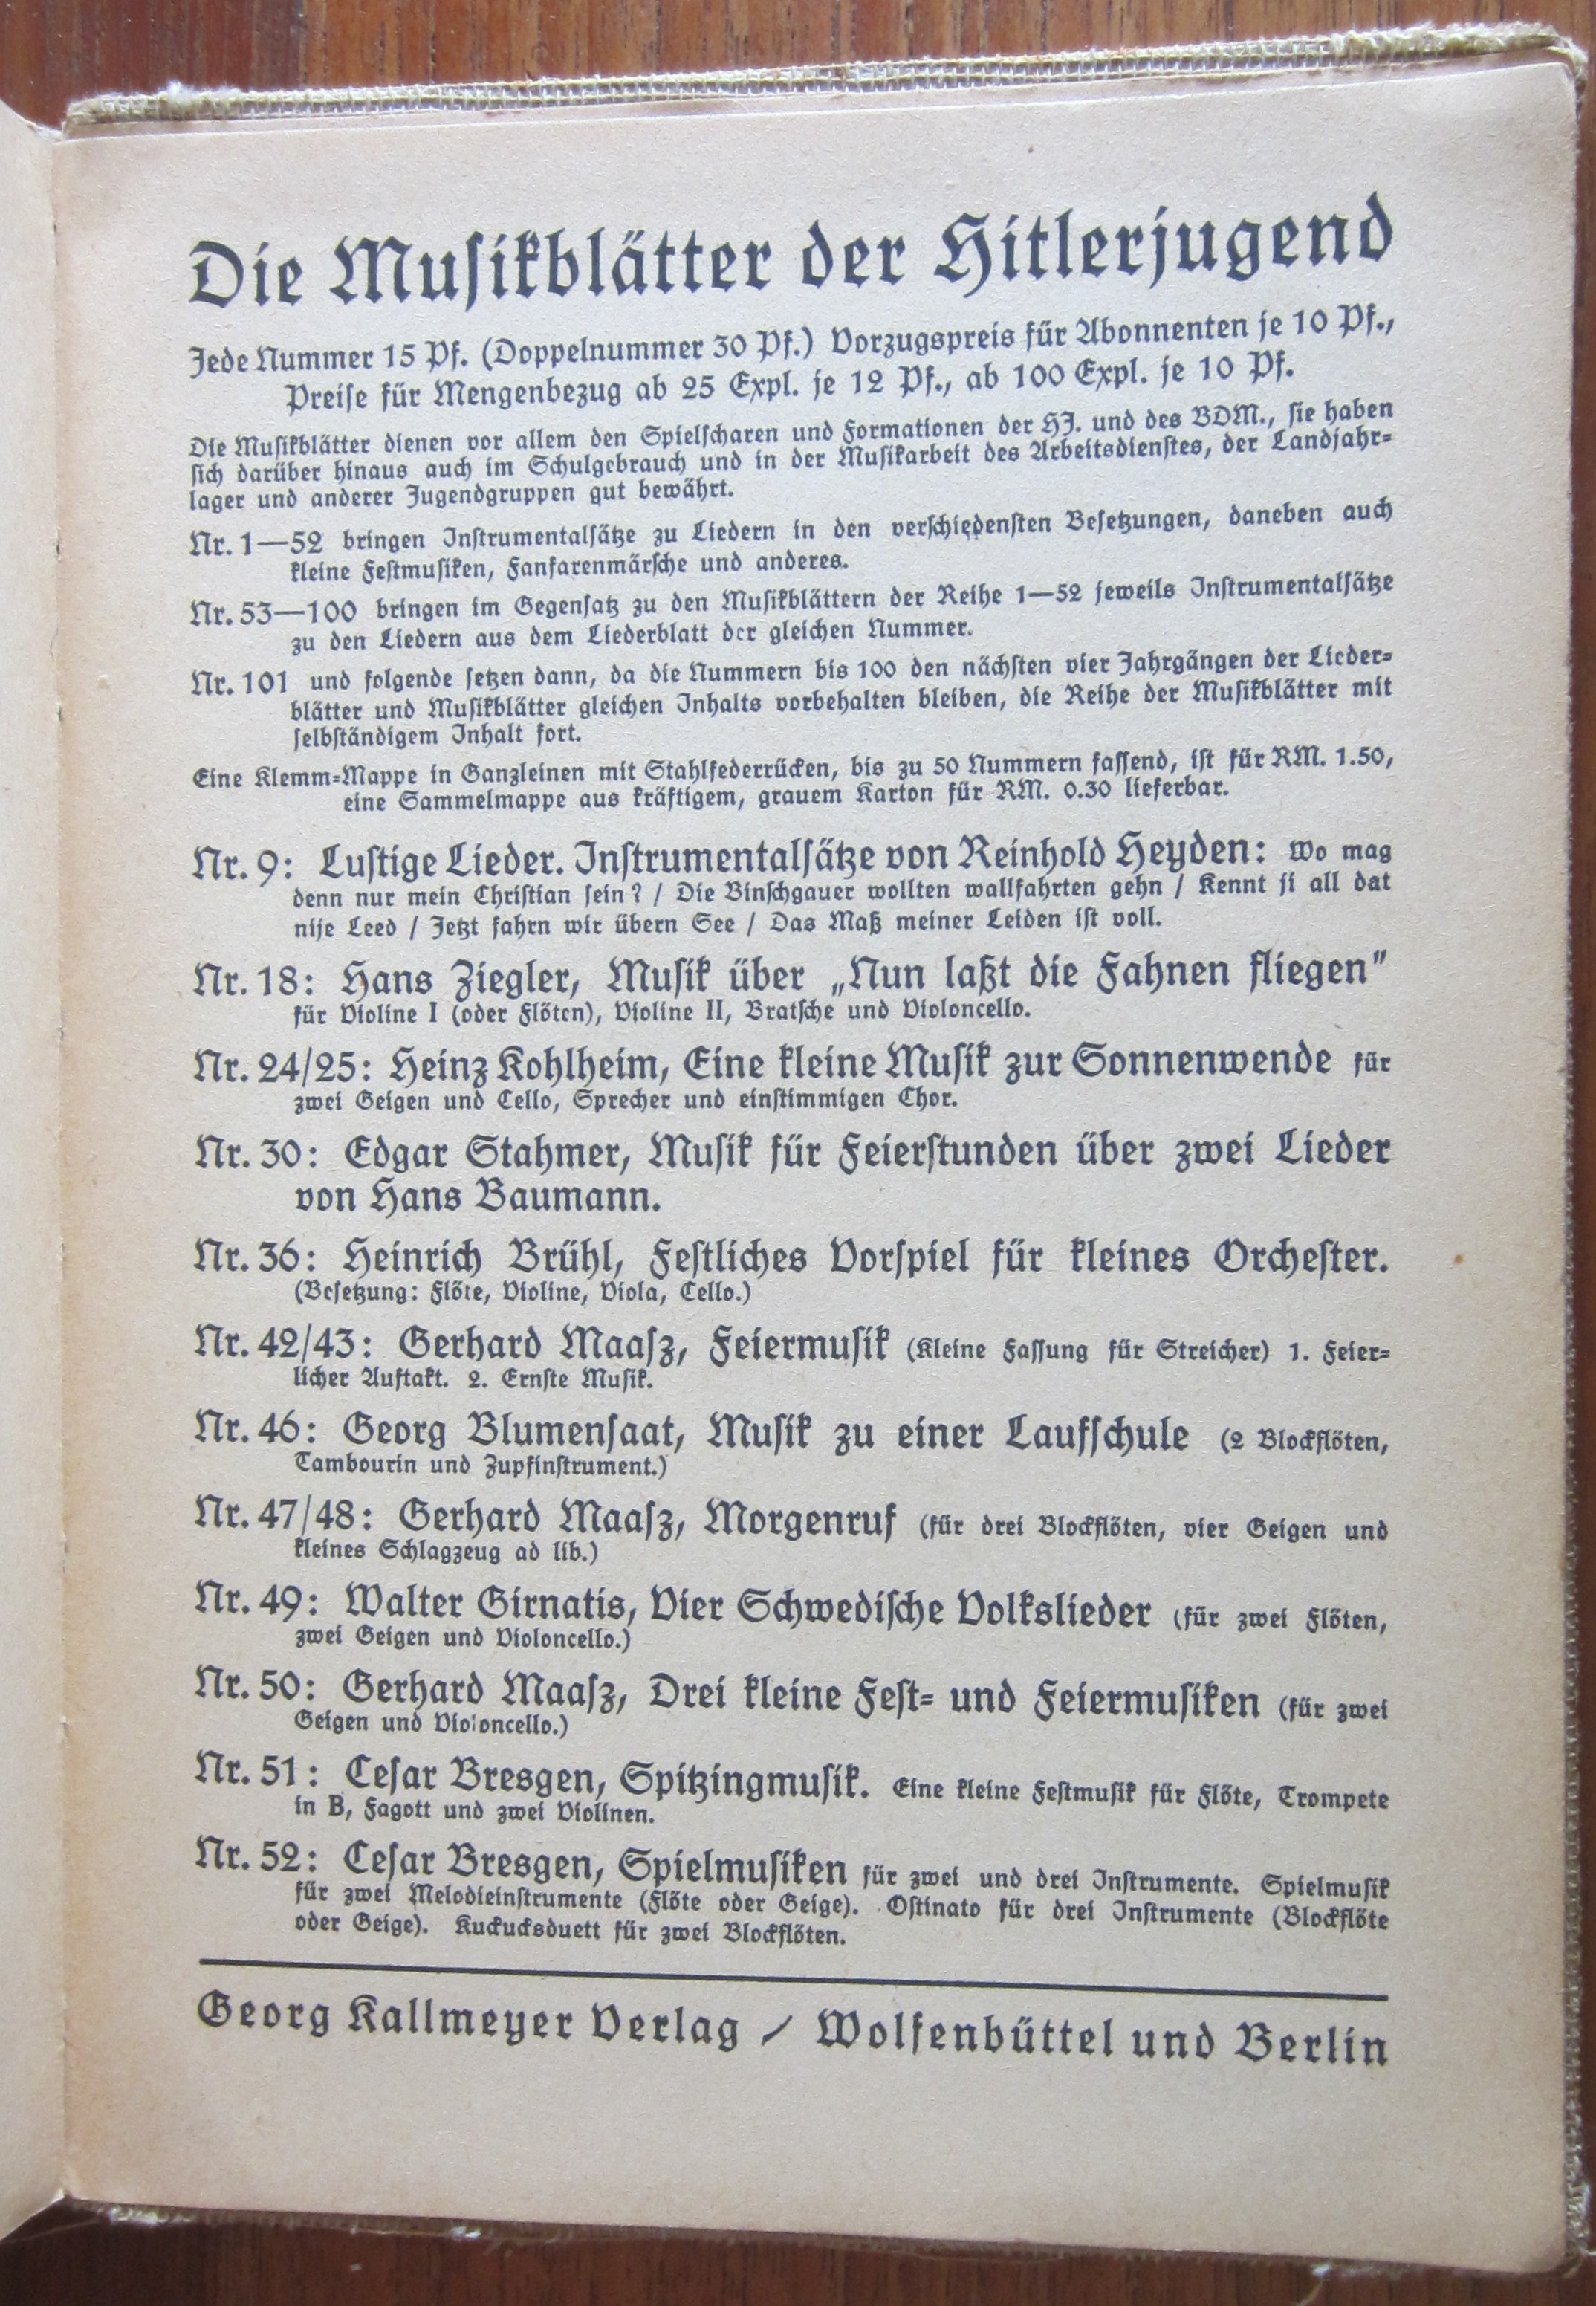 Die Musikblätter der Hitlerjugend
Jede Nummer 15 Pf. (Doppelnummer 30 Pf.) Vorzugspreis für Abonnenten je 10 Pf.,
Preise für Mengenbezug ab 25 Expl. je 12 Pf., ab 100 Expl. je 10 Pf.
Die Musikblätter dienen vor allem den Spielscharen und Formationen der HJ. und des BDM., sie haben
sich darüber hinaus auch im Schulgebrauch und in der Musikarbeit des Arbeitsdienstes, der Landjahr-
lager und anderer Jugendgruppen gut bewährt.
Nr. 1—52 bringen Instrumentalsätze zu Liedern in den verschiedensten Besetzungen, daneben auch
kleine Festmusiken, Fanfarenmärsche und anderes.
Nr. 53—100 bringen im Gegensatz zu den Musikblättern der Reihe 1—52 jeweils Instrumentalsätze
zu den Liedern aus dem Liederblatt der gleichen Nummer.
Nr. 101 und folgende setzen dann, da die Nummern bis 100 den nächsten vier Jahrgängen der Lieder-
blätter und Musikblätter gleichen Inhalts vorbehalten bleiben, die Reihe der Musikblätter mit
selbständigem Inhalt fort.
Eine Klemm-Mappe in Ganzleinen mit Stahlfederrücken, bis zu 50 Nummern fassend, ist für RM. 1.50,
eine Sammelmappe aus kräftigem, grauem Karton für RM. 0.30 lieferbar.
Nr. 9: Lustige Lieder. Instrumentalsätze von Reinhold Heyden: Wo mag
denn nur mein Christian sein? / Die Binschgauer wollten wallfahrten gehn / Kennt ji all dat
nije Leed / Jetzt fahrn wir übern See / Das Maß meiner Leiden ist voll.
Nr. 18: Hans Ziegler, Musik über „Nun laßt die Fahnen fliegen"
für Violine I (oder Flöten), Violine II, Bratsche und Violoncello.
Nr. 24/25: Heinz Kohlheim, Eine kleine Musik zur Sonnenwende für
zwei Geigen und Cello, Sprecher und einstimmigen Chor.
Nr. 30: Edgar Stahmer, Musik für Feierstunden über zwei Lieder
von Hans Baumann.
Nr. 36: Heinrich Brühl, Festliches Vorspiel für kleines Orchester.
(Besetzung: Flöte, Violine, Viola, Cello.)
Nr. 42/43: Gerhard Maasz, Feiermusik (Kleine Fassung für Streicher) 1. Feier-
licher Auftakt. 2. Ernste Musik.
Nr. 46: Georg Blumensaat, Musik zu einer Laufschule (2 Blockflöten,
Tambourin und Zupfinstrument.)
Nr. 47/48: Gerhard Maasz, Morgenruf (für drei Blockflöten, vier Geigen und
kleines Schlagzeug ad lib.)
Nr. 49: Walter Girnatis, Vier Schwedische Volkslieder (für zwei Flöten,
zwei Geigen und Violoncello.)
Nr. 50: Gerhard Maasz, Drei kleine Fest- und Feiermusiken (für zwei
Geigen und Violoncello.)
Nr. 51: Cesar Bresgen, Spitzingmusik. Eine kleine Festmusik für Flöte, Trompete
in B, Fagott und zwei Violinen.
Nr. 52: Cesar Bresgen, Spielmusiken für zwei und drei Instrumente. Spielmusik
für zwei Melodieinstrumente (Flöte oder Geige). Ostinato für drei Instrumente (Blockflöte
oder Geige). Kuckucksduett für zwei Blockflöten.
Georg Kallmeyer Verlag / Wolfenbüttel und Berlin